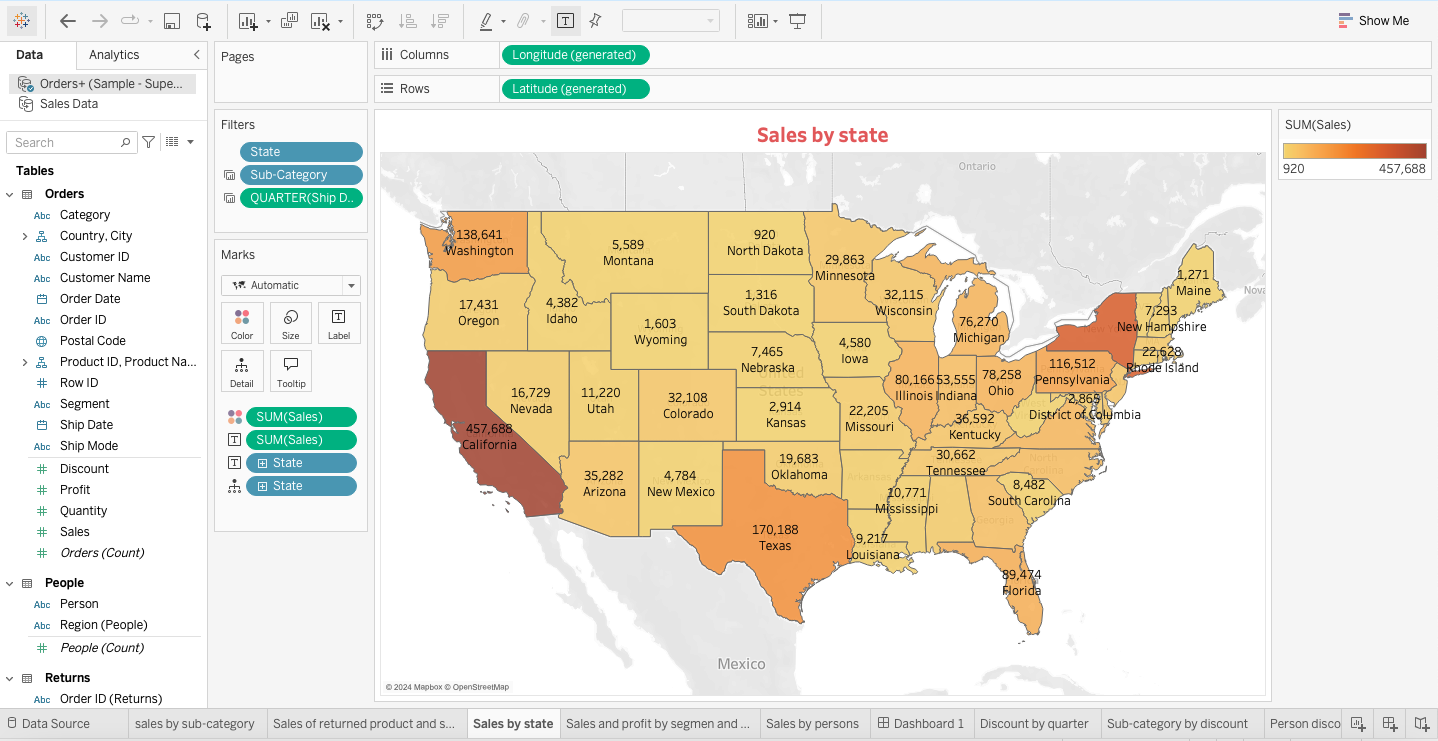 Show Me
Data
Analytics
Orders+ (Sample - Supe...
Sales Data
Search
Tables
Orders
Abc Category
Country, City
Abc Customer ID
Abc Customer Name
Order Date
Abc Order ID
Postal Code
Product ID, Product Na...
Abc Row ID
Abc Segment
Ship Date
Abc Ship Mode
Discount
Profit
Quantity
Sales
Orders (Count)
People
Abc Person
Abc Region (People)
People (Count)
Returns
Abc Order ID (Returns)
Pages
Filters
State
Sub-Category
QUARTER(Ship D..
Marks
Automatic
Color
Size
T
Label
Detail
Tooltip
SUM(Sales)
SUM(Sales)
State
State
Columns
Longitude (generated)
Rows
Latitude (generated)
Sales by state
Ontario
138,641
Washington
5,589
Montana
920
North Dakota
29,863
Minnesota
17,431
Oregon
4,382
Idaho
1,603
Wyoming
1,316
South Dakota
32,115
Wisconsin
76,270
Michigan
1,271
Maine
Nova
7,293
New Hampshire
22,628
Rhode Island
16,729
Nevada
11,220
Utah
32,108
Colorado
7,465
Nebraska
United
States
4,580
Iowa
80,166
Illinois
53,555
Indiana
78,258
Ohio
116,512
Pennsylvania
2,865
District of Columbia
457,688
California
2,914
Kansas
22,205
Missouri
36,592
Kentucky
35,282
Arizona
4,784
New Mexico
19,683
Oklahoma
Arkansas
30,662
Tennessee
North
Carolina
8,482
South Carolina
10,771
Mississippi
Georgia
170,188
Texas
9,217
Louisiana
89,474
Florida
Mexico
© 2024 Mapbox © OpenStreetMap
SUM(Sales)
920
457,688
Data Source
sales by sub-category
Sales of returned product and s...
Sales by state
Sales and profit by segmen and ...
Sales by persons
Dashboard 1
Discount by quarter
Sub-category by discount
Person disco